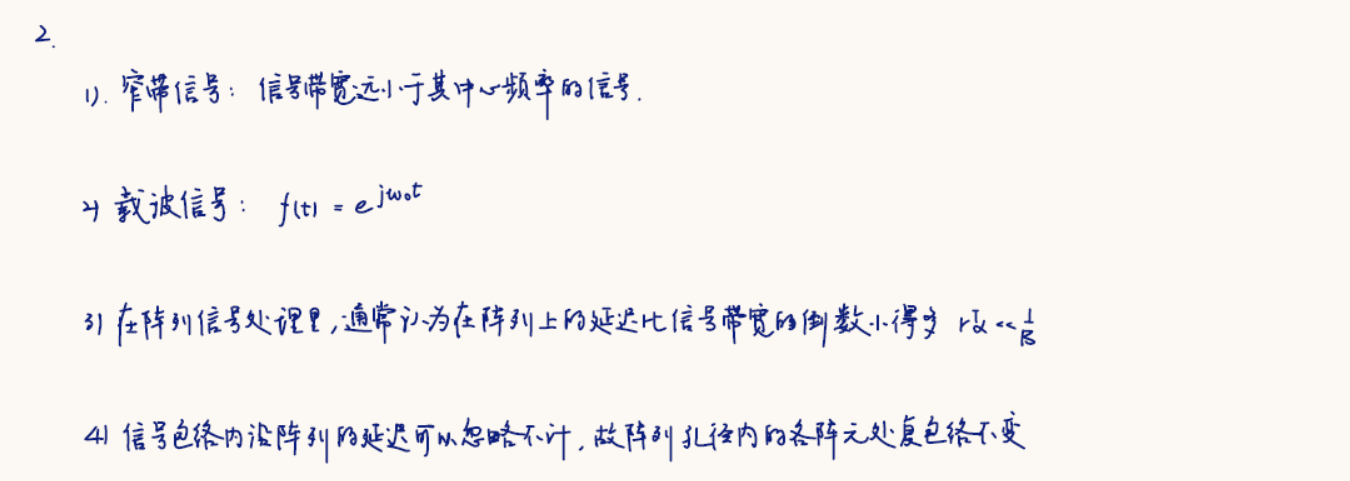 2.
1). 窄带信号: 信号带宽远小于其中心频率的信号.
2) 载波信号: f(t) = e^{jω₀t}
3) 在阵列信号处理里,通常认为在阵列上的延迟比信号带宽的倒数小得多 << 1/B
4) 信号包络内沿阵列的延迟可以忽略不计,故阵列孔径内的各阵元处复包络不变